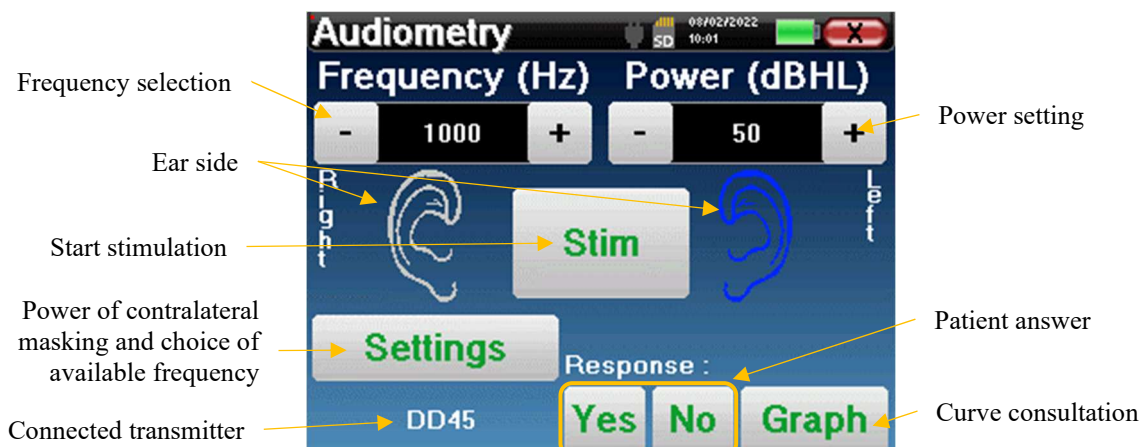 Audiometry
SD
08/02/2022
10:01
X
Frequency (Hz)
Power (dBHL)
Frequency selection
-
1000
+
-
50
+
Power setting
Ear side
Right
Left
Start stimulation
Stim
Power of contralateral
masking and choice of
available frequency
Settings
Patient answer
Response :
Connected transmitter
DD45
Yes
No
Graph
Curve consultation